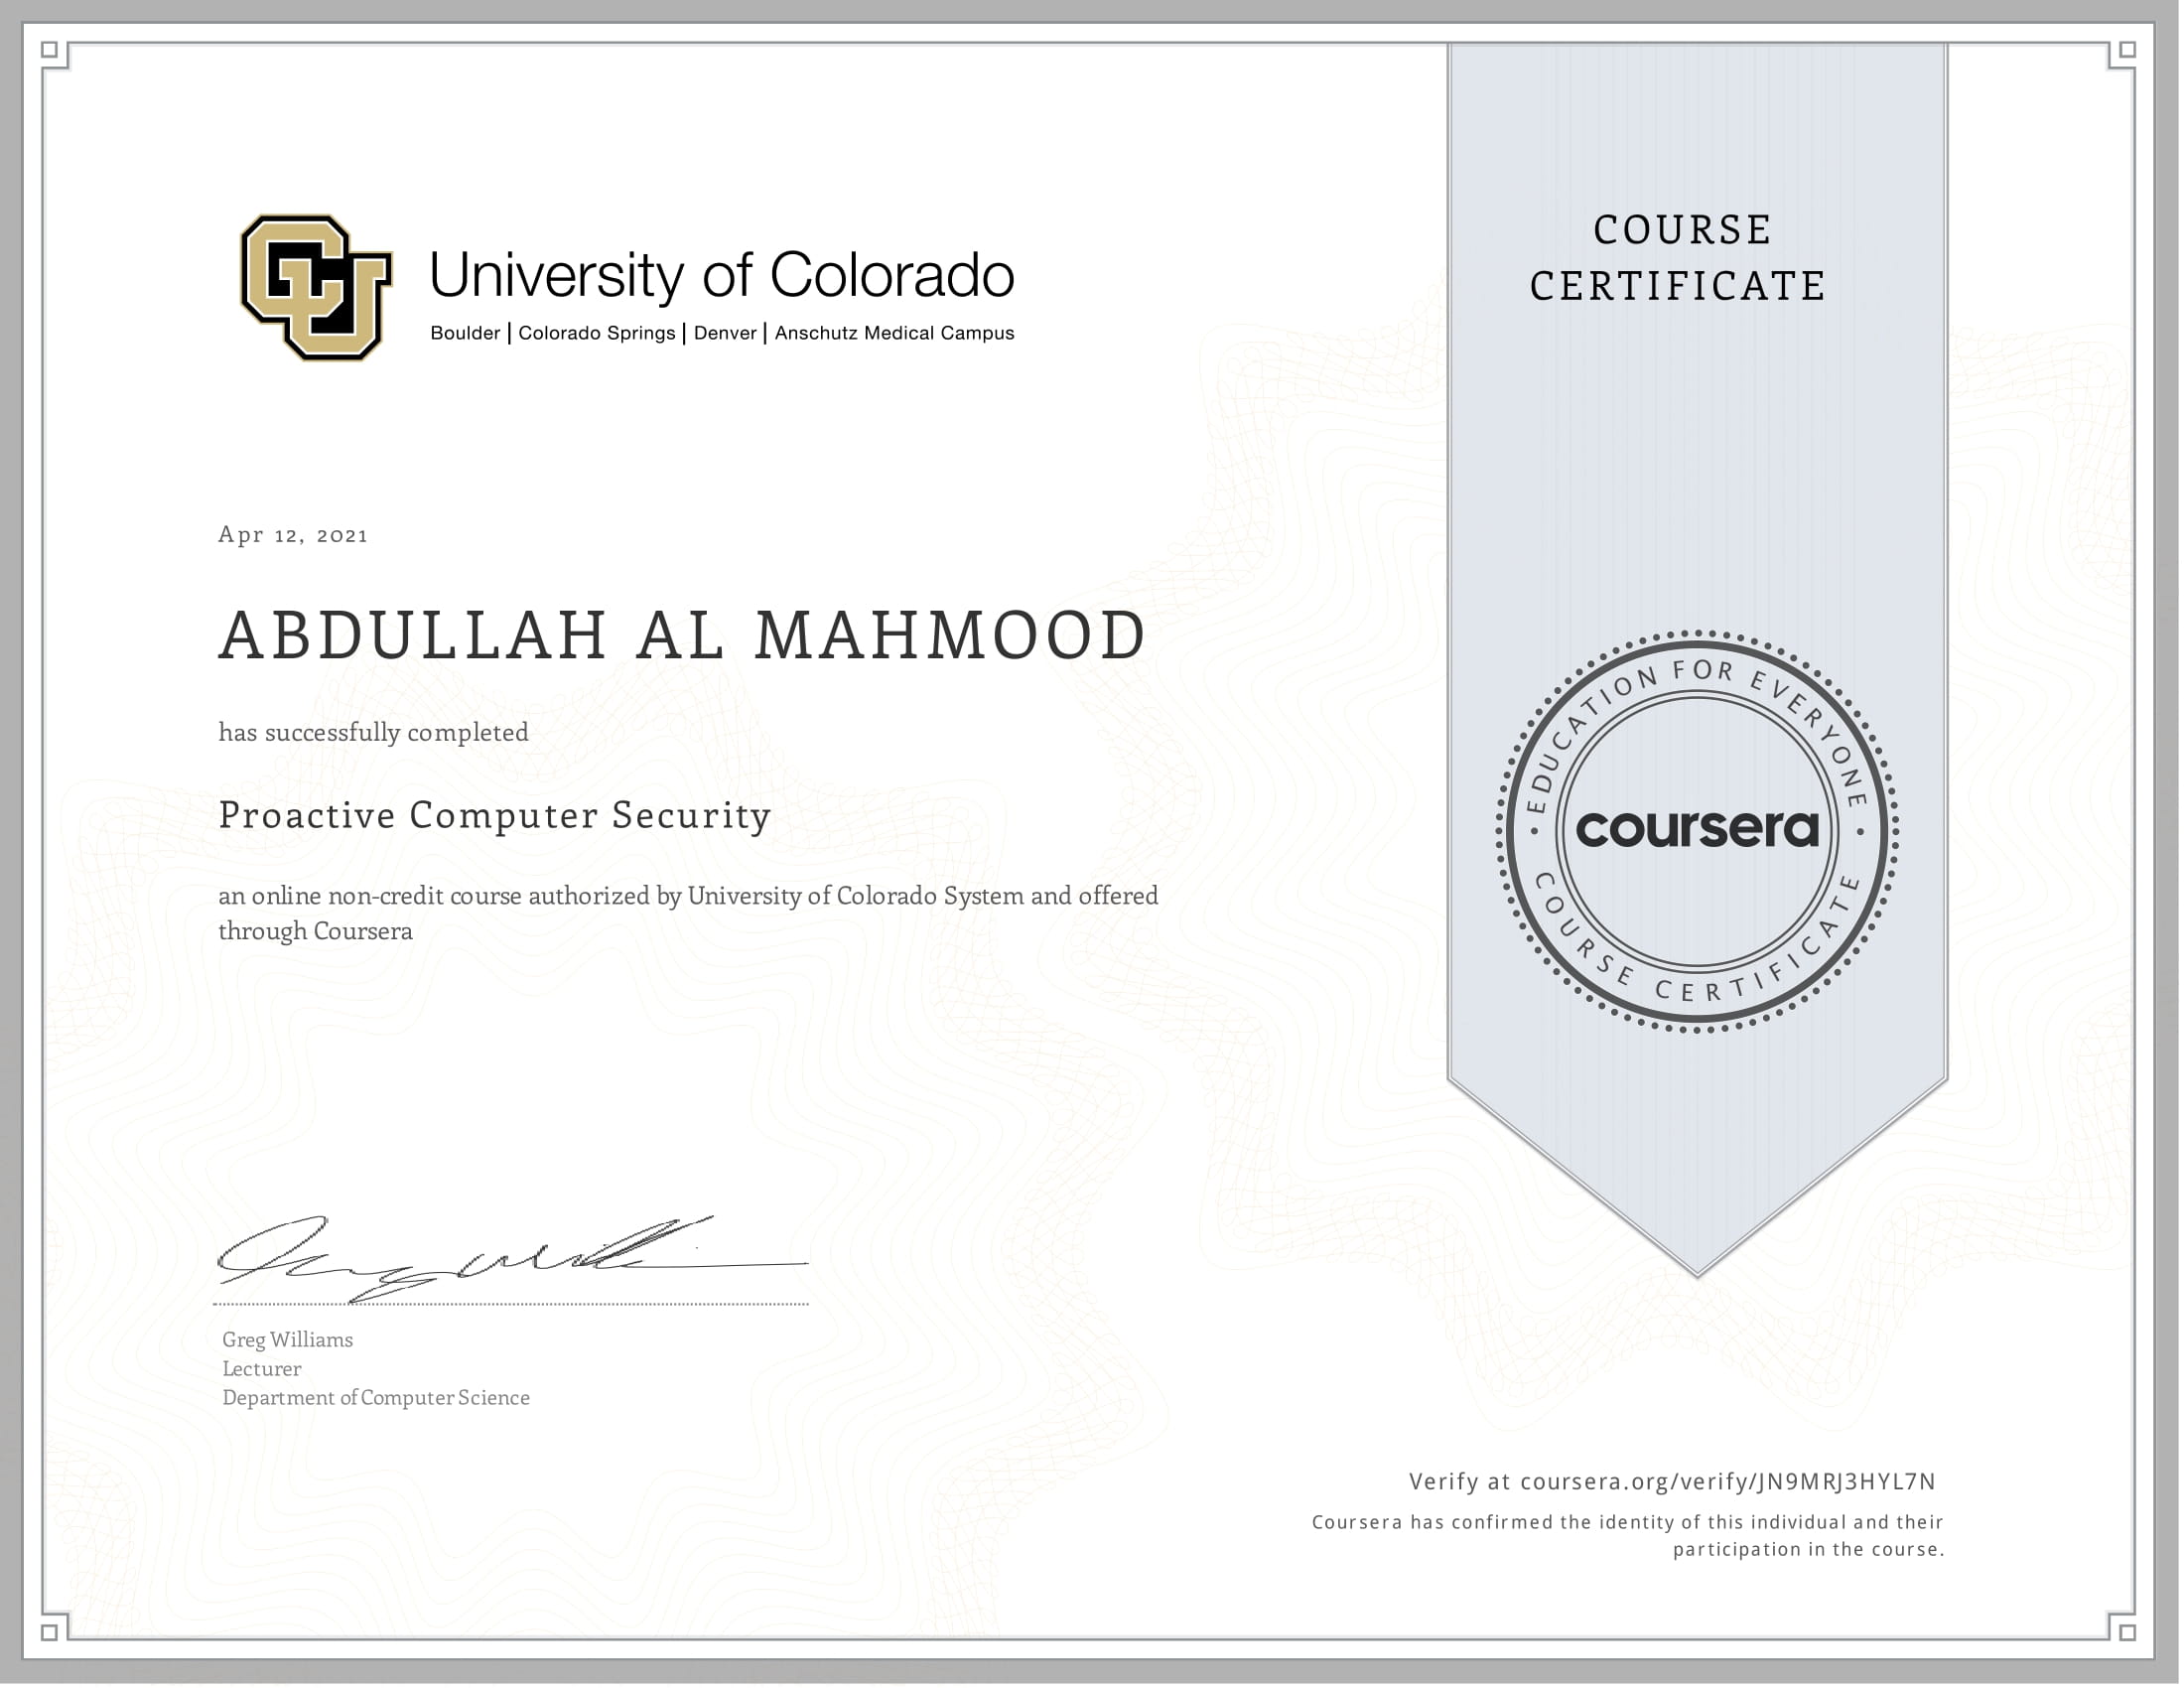 University of Colorado
Boulder | Colorado Springs | Denver | Anschutz Medical Campus
COURSE
CERTIFICATE
Apr 12, 2021
ABDULLAH AL MAHMOOD
has successfully completed
Proactive Computer Security
an online non-credit course authorized by University of Colorado System and offered
through Coursera
EDUCATION FOR EVERYONE
coursera
COURSE CERTIFICATE
Greg Williams
Lecturer
Department of Computer Science
Verify at coursera.org/verify/JN9MRJ3HYL7N
Coursera has confirmed the identity of this individual and their
participation in the course.